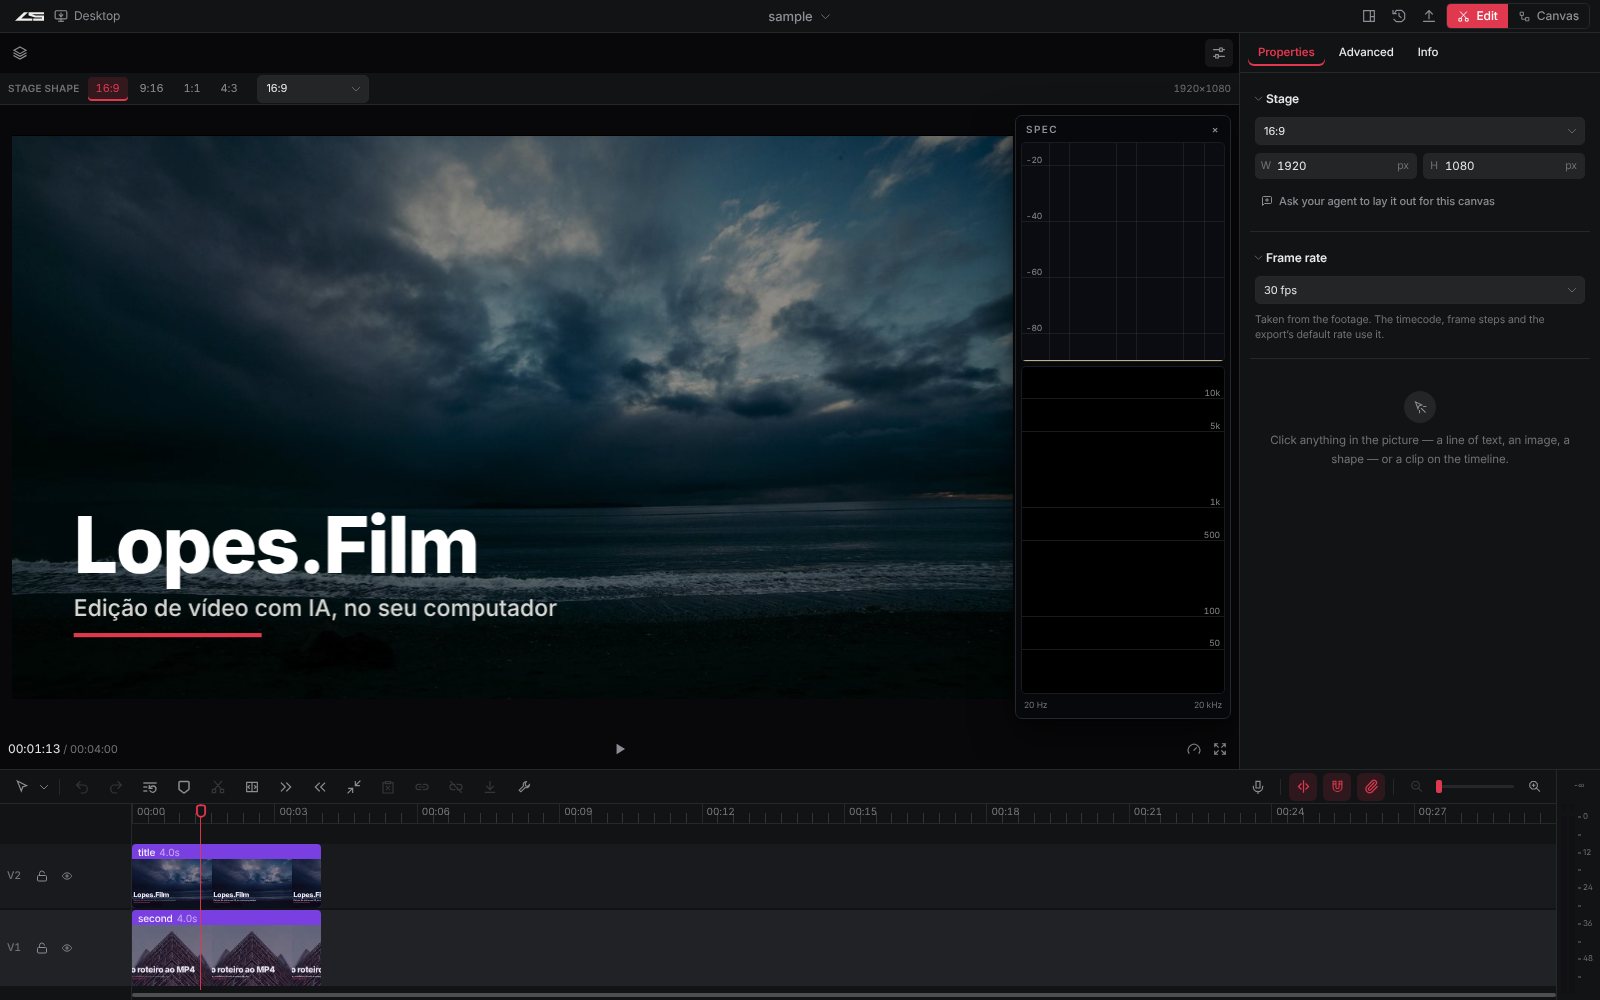 Desktop
sample
Edit
Canvas
Properties
Advanced
Info
STAGE SHAPE
16:9
9:16
1:1
4:3
16:9
1920×1080
Stage
16:9
W 1920 px
H 1080 px
Ask your agent to lay it out for this canvas
Frame rate
30 fps
Taken from the footage. The timecode, frame steps and the
export's default rate use it.
Click anything in the picture — a line of text, an image, a
shape — or a clip on the timeline.
SPEC
-20
-40
-60
-80
10k
5k
1k
500
100
50
20 Hz
20 kHz
Lopes.Film
Edição de vídeo com IA, no seu computador
00:01:13 / 00:04:00
00:00
00:03
00:06
00:09
00:12
00:15
00:18
00:21
00:24
00:27
-∞
-0
-12
-24
-36
-48
V2
title 4.0s
Lopes.Film
Lopes.Film
Lopes.Fi
V1
second 4.0s
o roteiro ao MP4
o roteiro ao MP4
o roteir